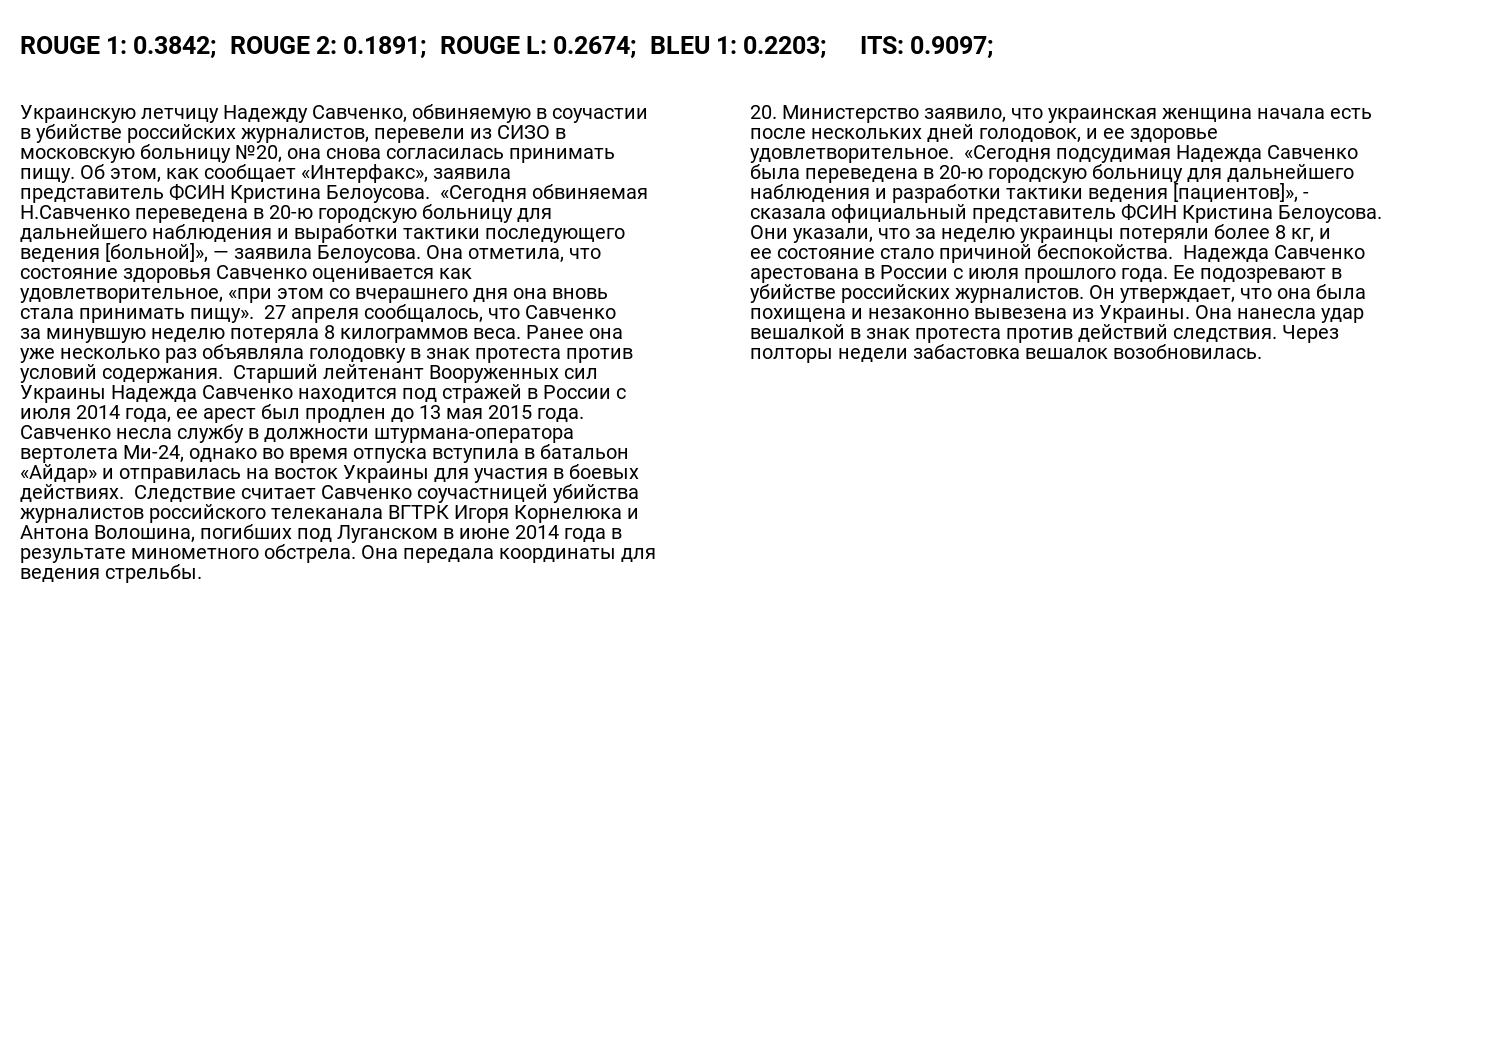 ROUGE 1: 0.3842; ROUGE 2: 0.1891; ROUGE L: 0.2674; BLEU 1: 0.2203; ITS: 0.9097;
Украинскую летчицу Надежду Савченко, обвиняемую в соучастии
в убийстве российских журналистов, перевели из СИЗО в
московскую больницу №20, она снова согласилась принимать
пищу. Об этом, как сообщает «Интерфакс», заявила
представитель ФСИН Кристина Белоусова. «Сегодня обвиняемая
Н.Савченко переведена в 20-ю городскую больницу для
дальнейшего наблюдения и выработки тактики последующего
ведения [больной]», — заявила Белоусова. Она отметила, что
состояние здоровья Савченко оценивается как
удовлетворительное, «при этом со вчерашнего дня она вновь
стала принимать пищу». 27 апреля сообщалось, что Савченко
за минувшую неделю потеряла 8 килограммов веса. Ранее она
уже несколько раз объявляла голодовку в знак протеста против
условий содержания. Старший лейтенант Вооруженных сил
Украины Надежда Савченко находится под стражей в России с
июля 2014 года, ее арест был продлен до 13 мая 2015 года.
Савченко несла службу в должности штурмана-оператора
вертолета Ми-24, однако во время отпуска вступила в батальон
«Айдар» и отправилась на восток Украины для участия в боевых
действиях. Следствие считает Савченко соучастницей убийства
журналистов российского телеканала ВГТРК Игоря Корнелюка и
Антона Волошина, погибших под Луганском в июне 2014 года в
результате минометного обстрела. Она передала координаты для
ведения стрельбы.
20. Министерство заявило, что украинская женщина начала есть
после нескольких дней голодовок, и ее здоровье
удовлетворительное. «Сегодня подсудимая Надежда Савченко
была переведена в 20-ю городскую больницу для дальнейшего
наблюдения и разработки тактики ведения [пациентов]», -
сказала официальный представитель ФСИН Кристина Белоусова.
Они указали, что за неделю украинцы потеряли более 8 кг, и
ее состояние стало причиной беспокойства. Надежда Савченко
арестована в России с июля прошлого года. Ее подозревают в
убийстве российских журналистов. Он утверждает, что она была
похищена и незаконно вывезена из Украины. Она нанесла удар
вешалкой в знак протеста против действий следствия. Через
полторы недели забастовка вешалок возобновилась.